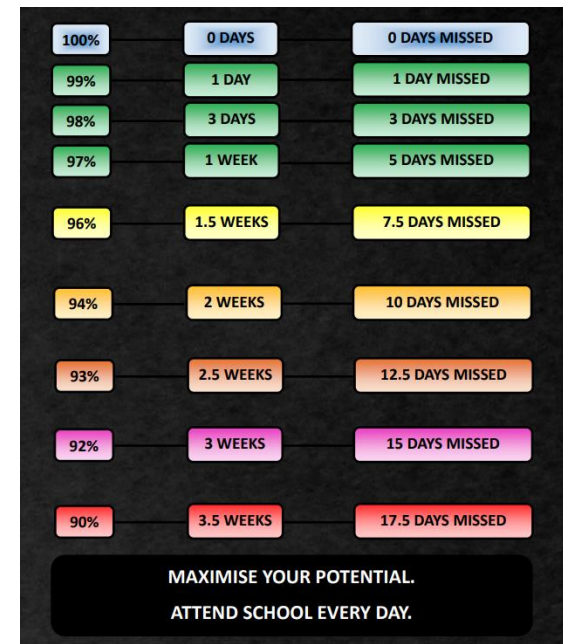 100% 0 DAYS 0 DAYS MISSED
99% 1 DAY 1 DAY MISSED
98% 3 DAYS 3 DAYS MISSED
97% 1 WEEK 5 DAYS MISSED
96% 1.5 WEEKS 7.5 DAYS MISSED
94% 2 WEEKS 10 DAYS MISSED
93% 2.5 WEEKS 12.5 DAYS MISSED
92% 3 WEEKS 15 DAYS MISSED
90% 3.5 WEEKS 17.5 DAYS MISSED
MAXIMISE YOUR POTENTIAL.
ATTEND SCHOOL EVERY DAY.